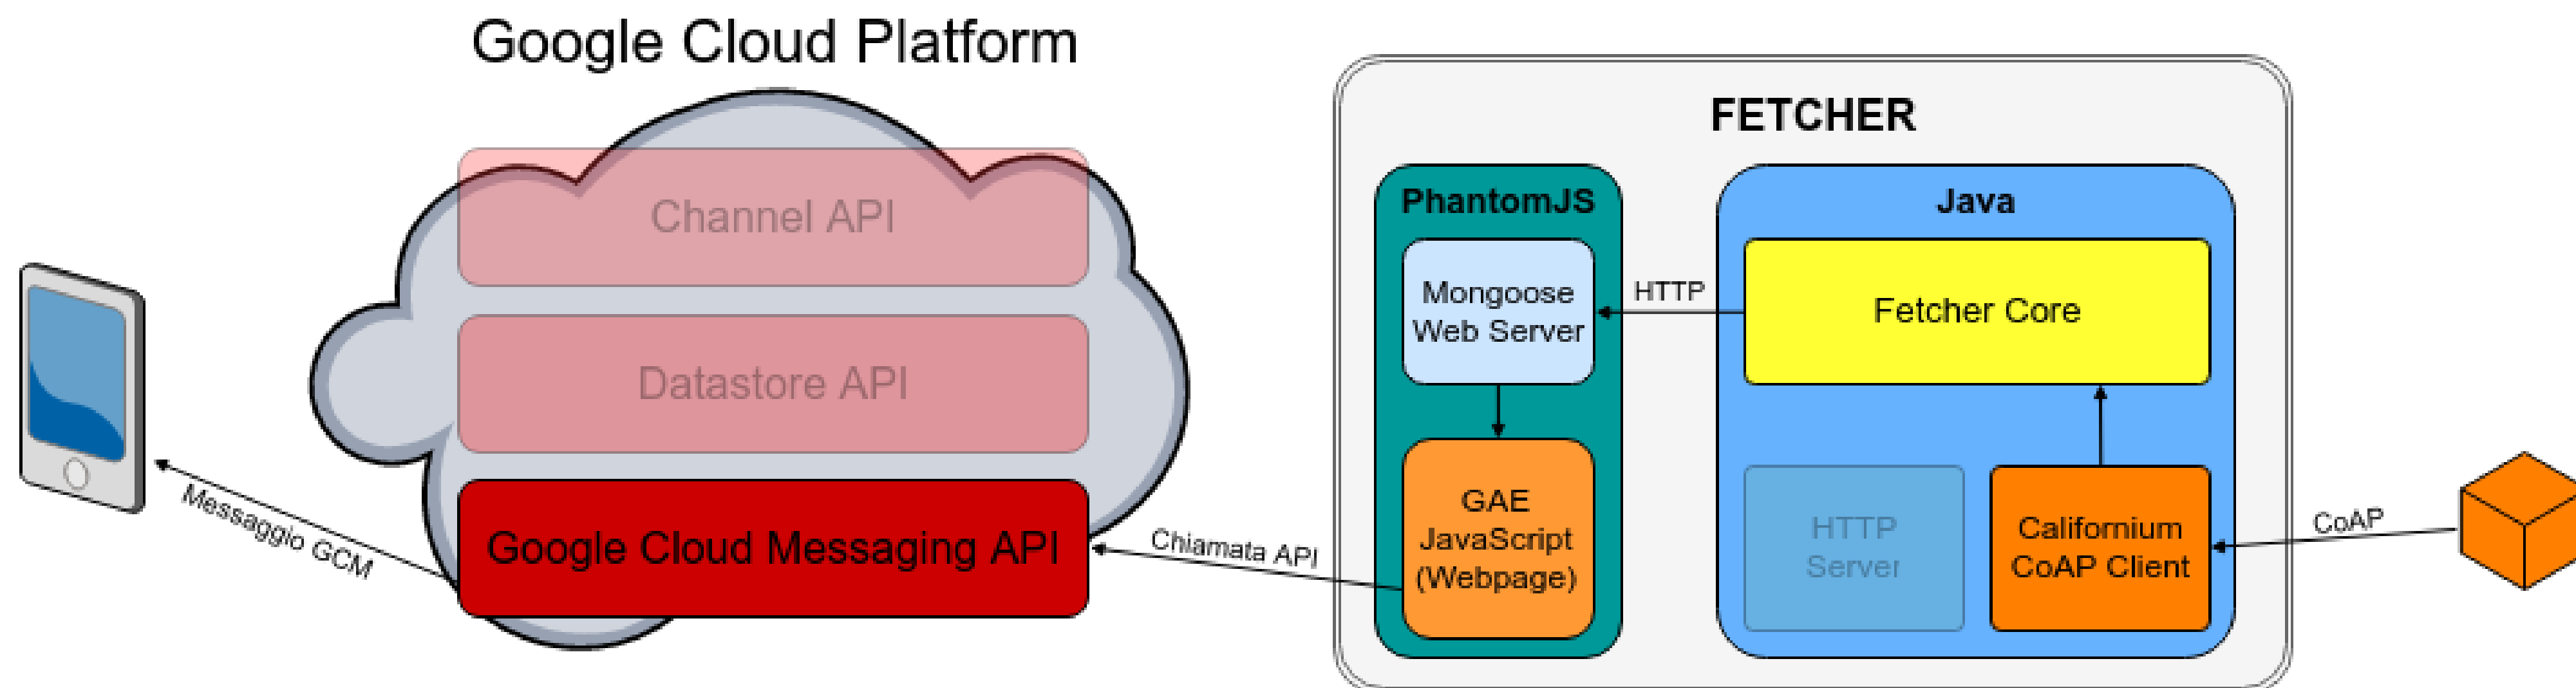 Google Cloud Platform
Channel API
Datastore API
Google Cloud Messaging API
Messaggio GCM
Chiamata API
FETCHER
PhantomJS
Mongoose
Web Server
GAE
JavaScript
(Webpage)
HTTP
Java
Fetcher Core
HTTP
Server
Californium
CoAP Client
CoAP